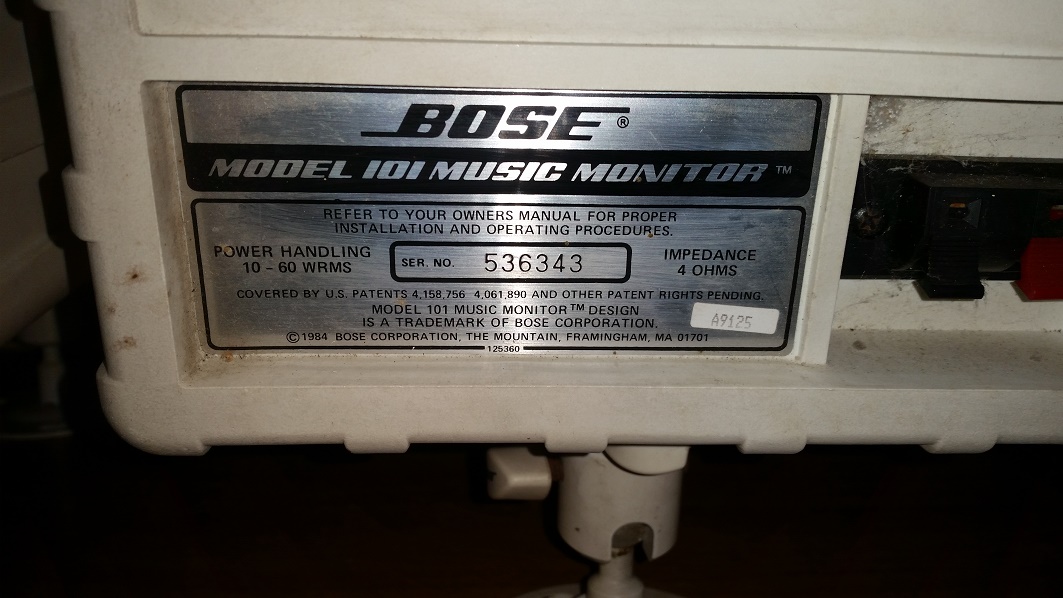 BOSE®
MODEL 101 MUSIC MONITOR™
REFER TO YOUR OWNERS MANUAL FOR PROPER
INSTALLATION AND OPERATING PROCEDURES.
POWER HANDLING
10 - 60 WRMS
SER. NO. 536343
IMPEDANCE
4 OHMS
COVERED BY U.S. PATENTS 4,158,756 4,061,890 AND OTHER PATENT RIGHTS PENDING.
MODEL 101 MUSIC MONITOR™ DESIGN
IS A TRADEMARK OF BOSE CORPORATION.
A9125
©1984 BOSE CORPORATION, THE MOUNTAIN, FRAMINGHAM, MA 01701
125360